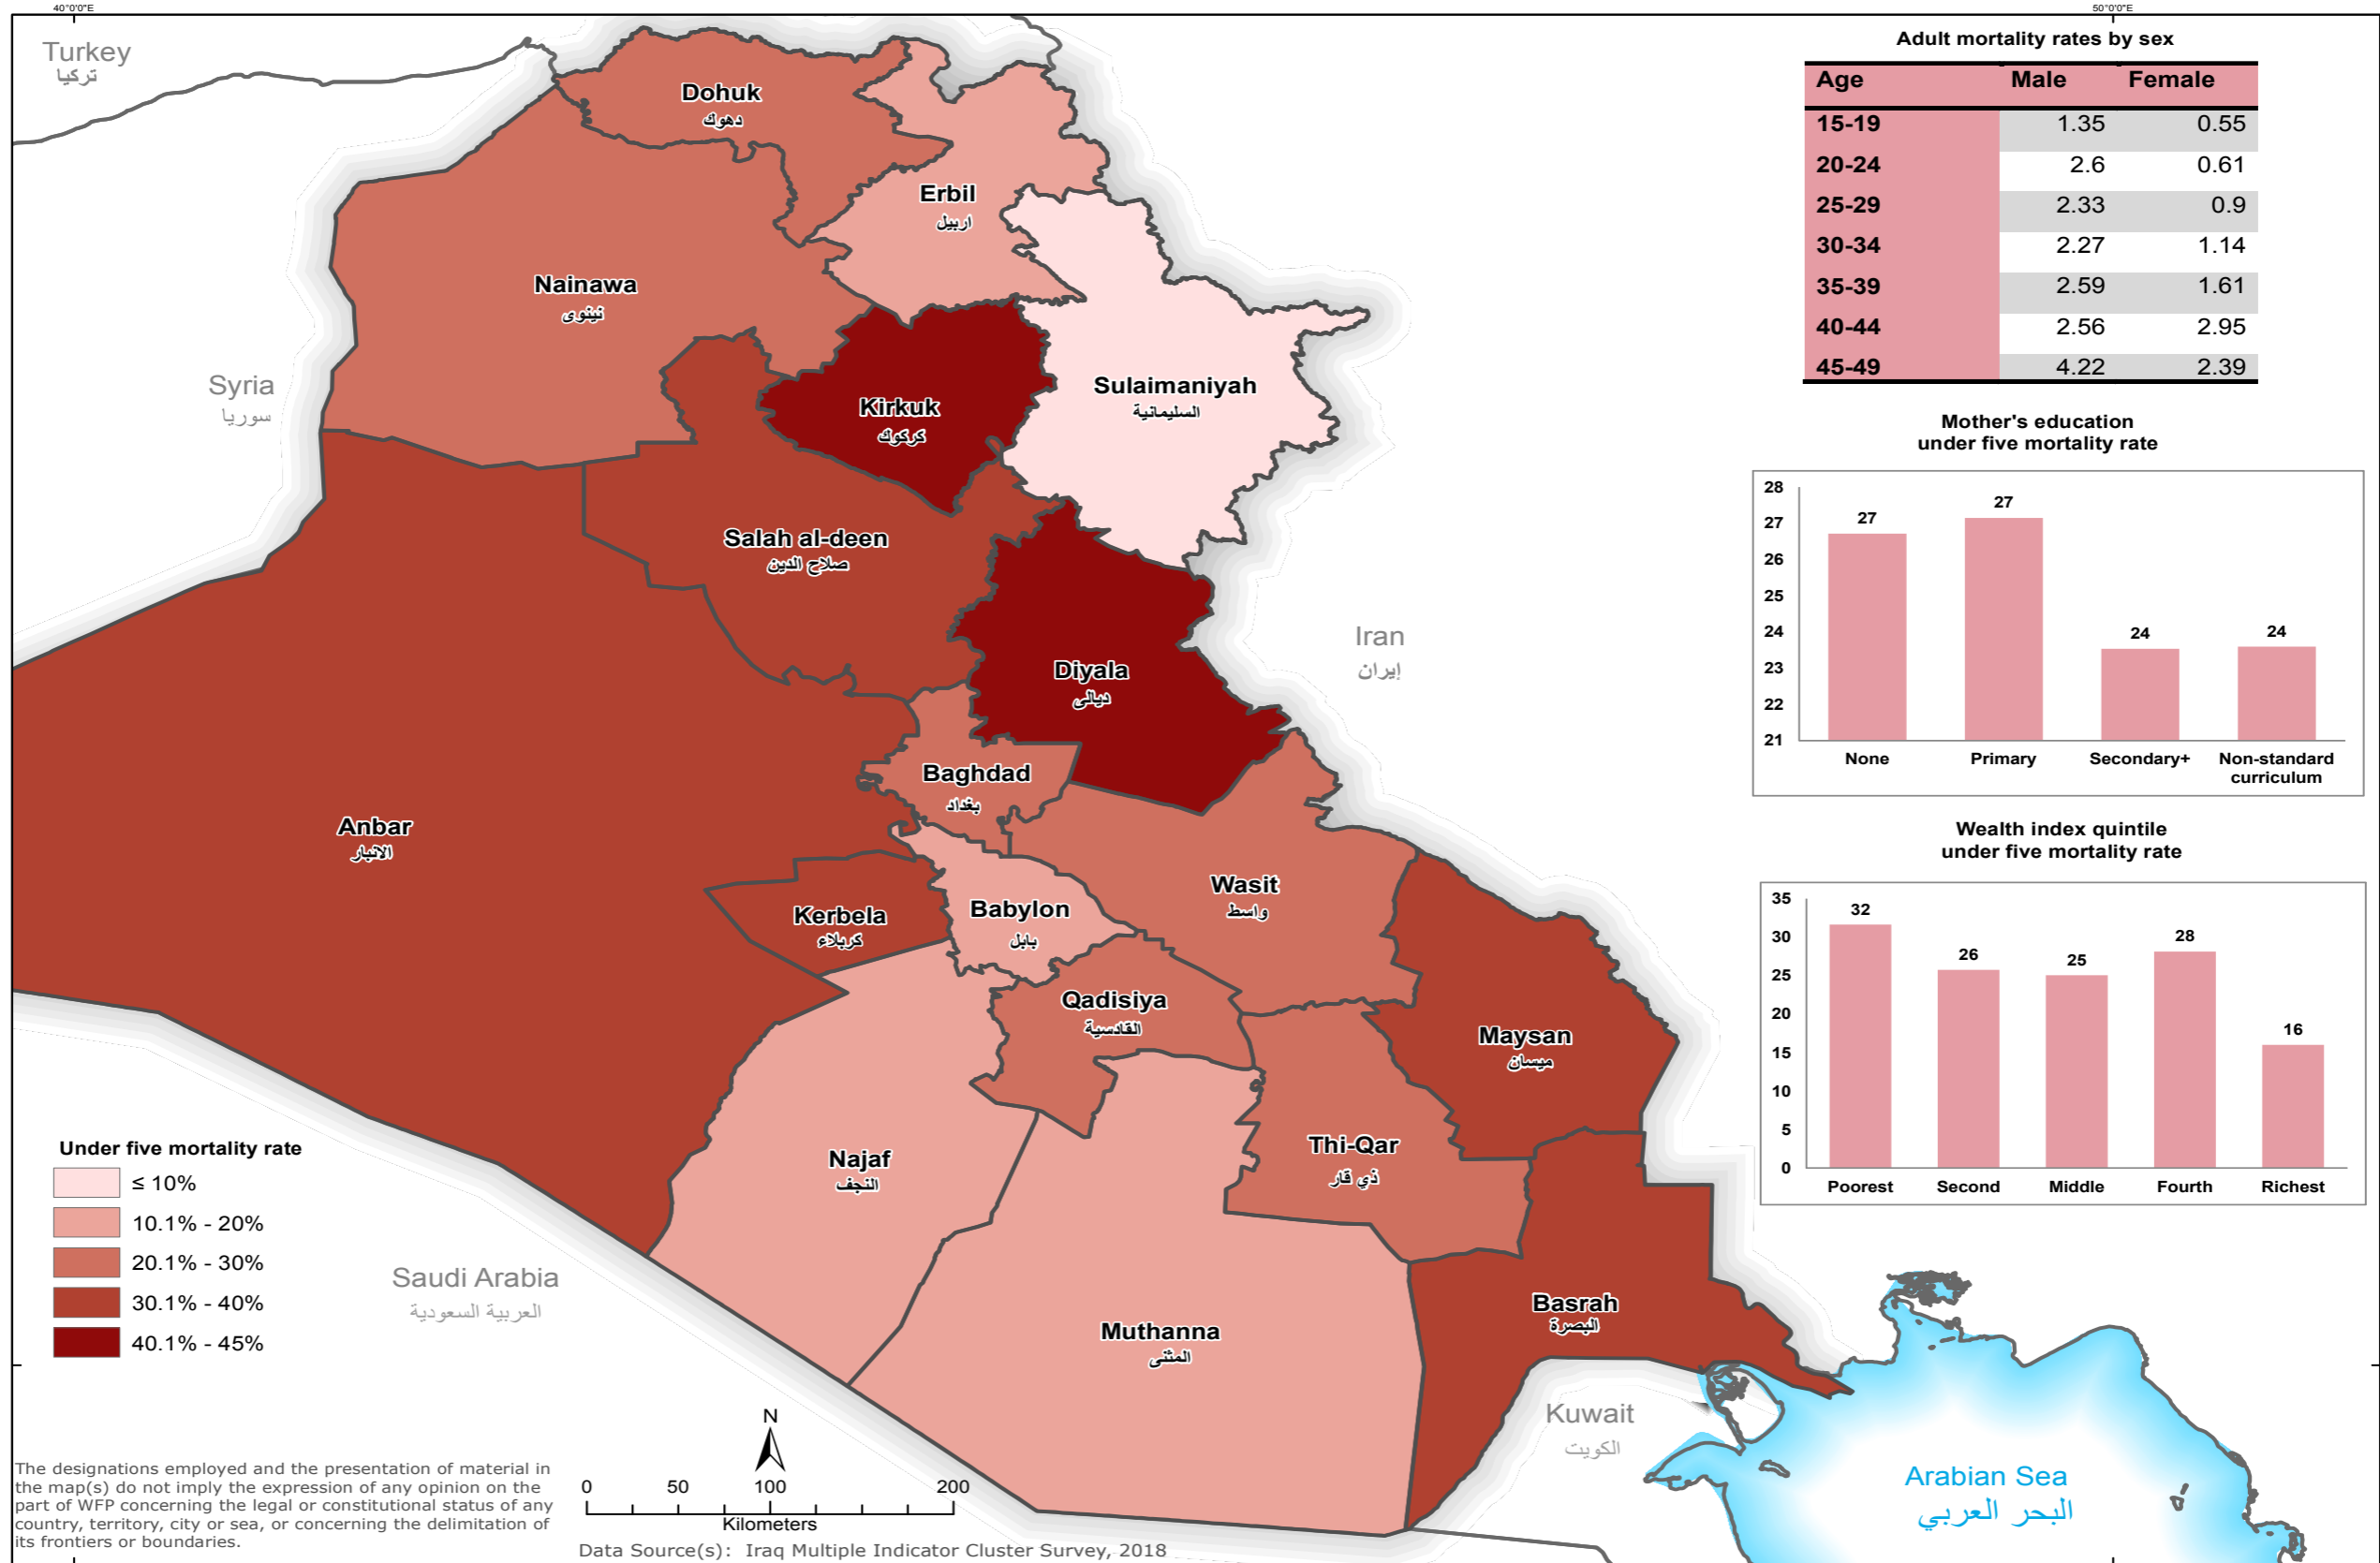 40°0'0"E
50°0'0"E
Turkey
تركيا
Syria
سوريا
Iran
إيران
Saudi Arabia
العربية السعودية
Kuwait
الكويت
Arabian Sea
البحر العربي
Dohuk
دهوك
Erbil
اربيل
Nainawa
نينوى
Sulaimaniyah
السليمانية
Kirkuk
كركوك
Salah al-deen
صلاح الدين
Diyala
ديالى
Baghdad
بغداد
Anbar
الانبار
Wasit
واسط
Kerbela
كربلاء
Babylon
بابل
Qadisiya
القادسية
Maysan
ميسان
Najaf
النجف
Thi-Qar
ذي قار
Muthanna
المثنى
Basrah
البصرة
Adult mortality rates by sex
Age Male Female
15-19 1.35 0.55
20-24 2.6 0.61
25-29 2.33 0.9
30-34 2.27 1.14
35-39 2.59 1.61
40-44 2.56 2.95
45-49 4.22 2.39
Mother's education
under five mortality rate
28
27
26
25
24
23
22
21
27 27 24 24
None Primary Secondary+ Non-standard
curriculum
Wealth index quintile
under five mortality rate
35
30
25
20
15
10
5
0
32 26 25 28 16
Poorest Second Middle Fourth Richest
Under five mortality rate
≤ 10%
10.1% - 20%
20.1% - 30%
30.1% - 40%
40.1% - 45%
The designations employed and the presentation of material in
the map(s) do not imply the expression of any opinion on the
part of WFP concerning the legal or constitutional status of any
country, territory, city or sea, or concerning the delimitation of
its frontiers or boundaries.
N
0 50 100 200
Kilometers
Data Source(s): Iraq Multiple Indicator Cluster Survey, 2018